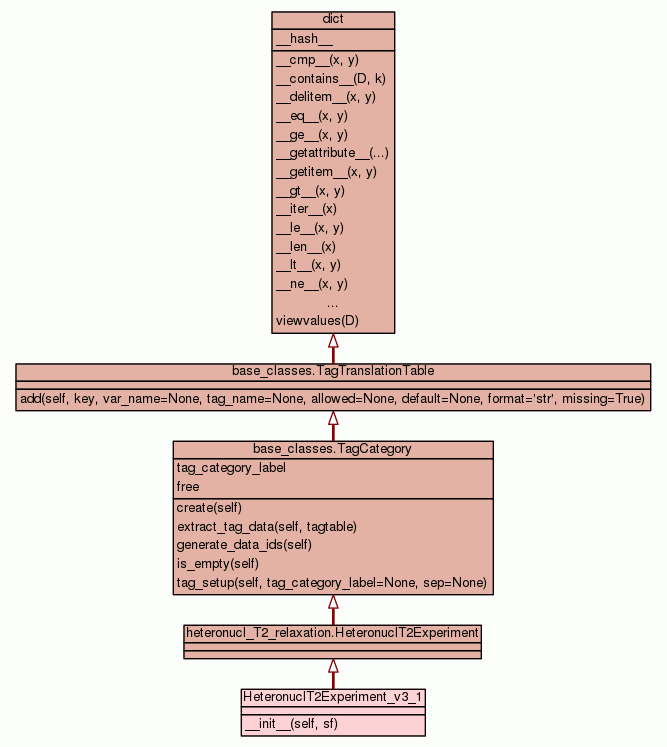 dict
__hash__
__cmp__(x, y)
__contains__(D, k)
__delitem__(x, y)
__eq__(x, y)
__ge__(x, y)
__getattribute__(...)
__getitem__(x, y)
__gt__(x, y)
__iter__(x)
__le__(x, y)
__len__(x)
__lt__(x, y)
__ne__(x, y)
...
viewvalues(D)
base_classes.TagTranslationTable
add(self, key, var_name=None, tag_name=None, allowed=None, default=None, format='str', missing=True)
base_classes.TagCategory
tag_category_label
free
create(self)
extract_tag_data(self, tagtable)
generate_data_ids(self)
is_empty(self)
tag_setup(self, tag_category_label=None, sep=None)
heteronucl_T2_relaxation.HeteronuclT2Experiment
HeteronuclT2Experiment_v3_1
__init__(self, sf)